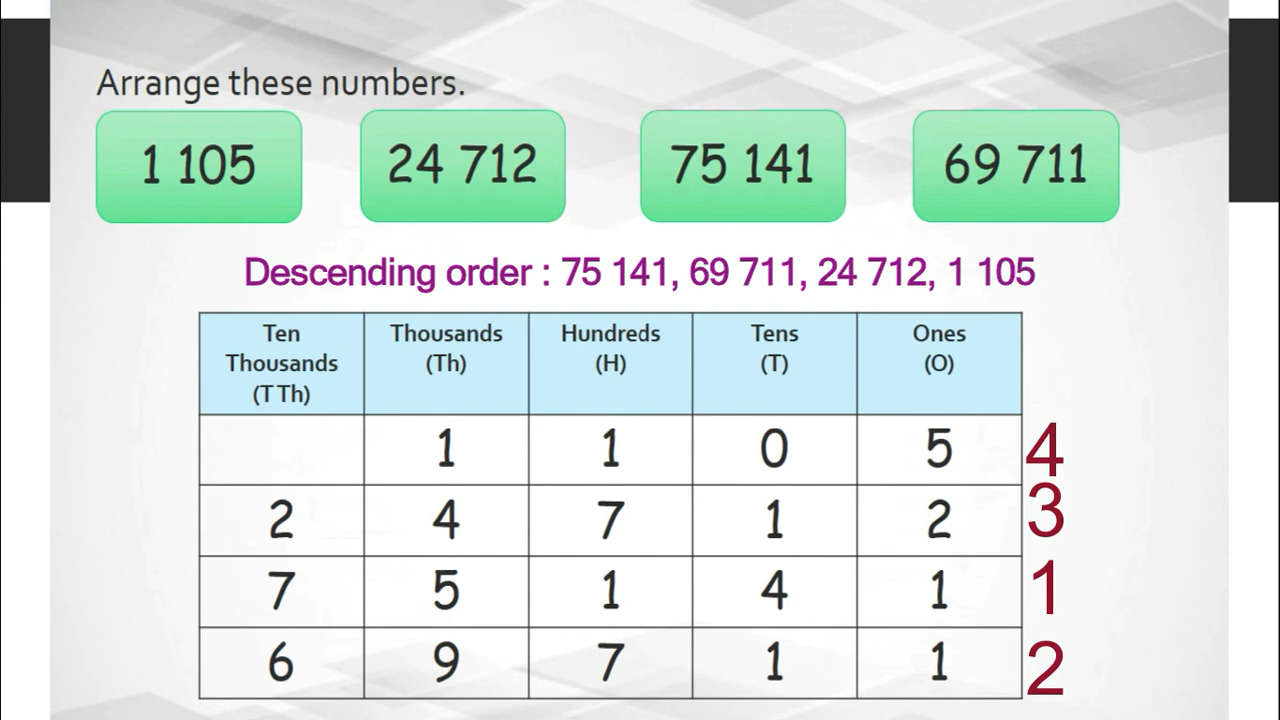 Arrange these numbers.
1 105 24 712 75 141 69 711
Descending order : 75 141, 69 711, 24 712, 1 105
Ten Thousands (T Th) Thousands (Th) Hundreds (H) Tens (T) Ones (O)
1 1 0 5 4
2 4 7 1 2 3
7 5 1 4 1 1
6 9 7 1 1 2